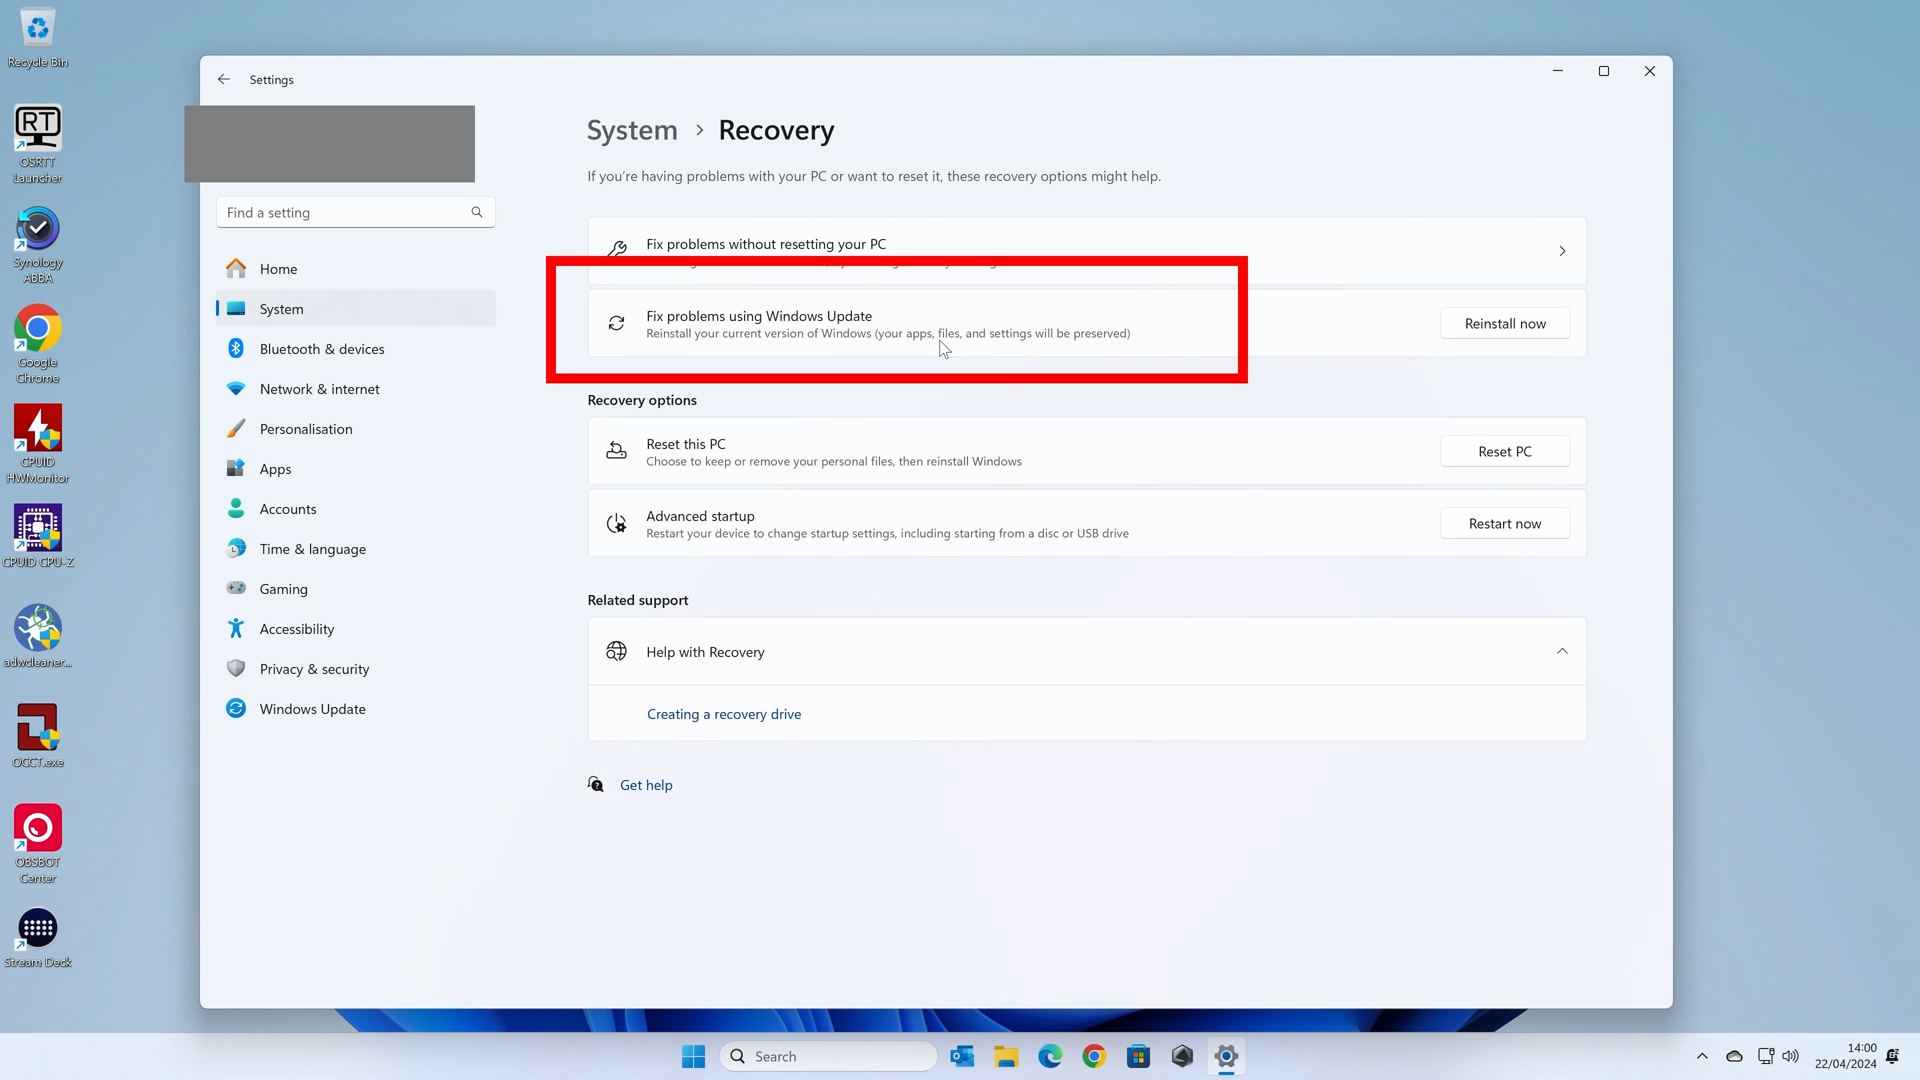 Recycle Bin
OSRTT
Launcher
Synology
ABBA
Google
Chrome
CPUID
HWMonitor
CPUID CPU-Z
adwcleaner...
OCCT.exe
OBSBOT
Center
Stream Deck
Settings
Find a setting
Home
System
Bluetooth & devices
Network & internet
Personalisation
Apps
Accounts
Time & language
Gaming
Accessibility
Privacy & security
Windows Update
System > Recovery
If you're having problems with your PC or want to reset it, these recovery options might help.
Fix problems without resetting your PC
Fix problems using Windows Update
Reinstall your current version of Windows (your apps, files, and settings will be preserved)
Reinstall now
Recovery options
Reset this PC
Choose to keep or remove your personal files, then reinstall Windows
Reset PC
Advanced startup
Restart your device to change startup settings, including starting from a disc or USB drive
Restart now
Related support
Help with Recovery
Creating a recovery drive
Get help
Search
14:00
22/04/2024